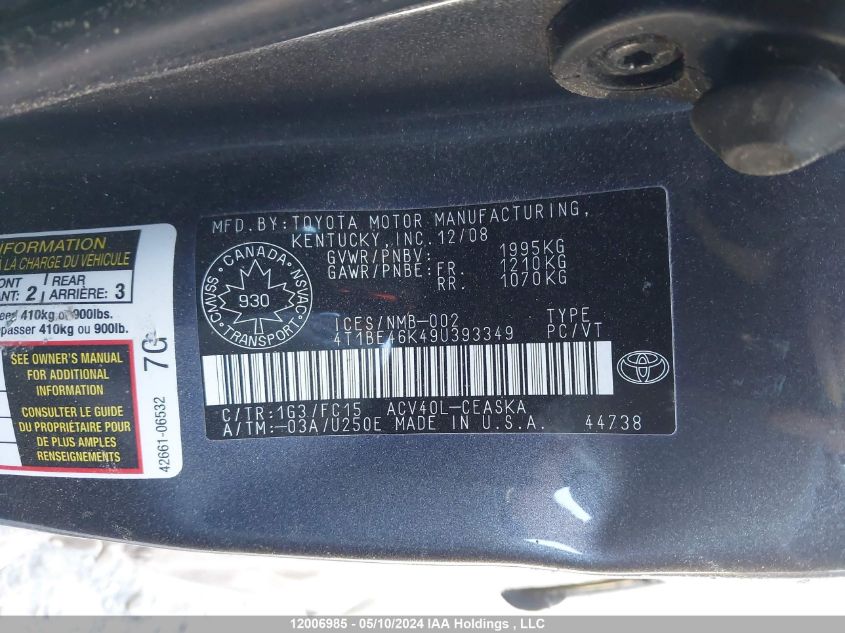 MFD.BY:TOYOTA MOTOR MANUFACTURING,
KENTUCKY,INC.12/08
GVWR/PNBV: 1995KG
GAWR/PNBE:FR. 1210KG
RR. 1070KG
CANADA
CMVSS NSVAC
930
TRANSPORT
ICES/NMB-002 TYPE
4T1BE46K49U393349 PC/VT
C/TR:1G3/FC15 ACV40L-CEASKA
A/TM:-03A/U250E MADE IN U.S.A. 44738
TOYOTA
INFORMATION
À LA CHARGE DU VÉHICULE
2 REAR
ARRIÈRE: 3
410kg or 900lbs.
410kg ou 900lb.
SEE OWNER'S MANUAL
FOR ADDITIONAL
INFORMATION
CONSULTER LE GUIDE
DU PROPRIÉTAIRE POUR
DE PLUS AMPLES
RENSEIGNEMENTS
7G
42661-06532
12006985 - 05/10/2024 IAA Holdings , LLC